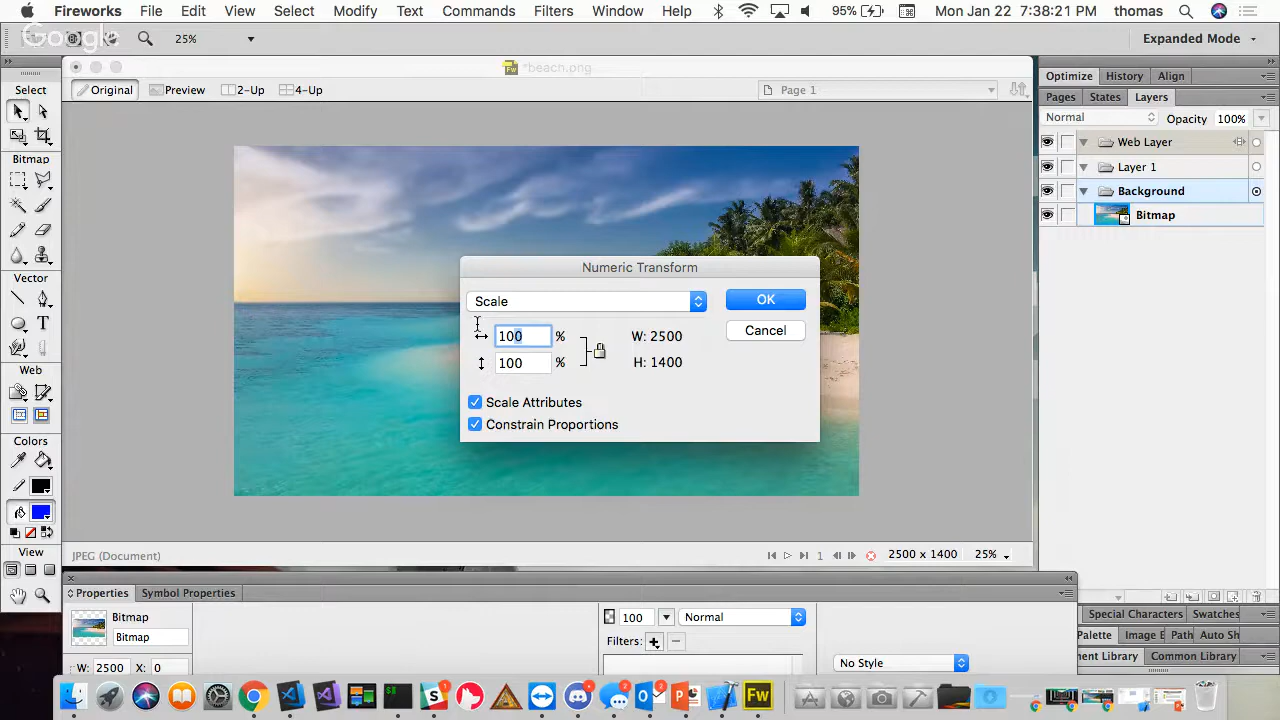 Fireworks File Edit View Select Modify Text Commands Filters Window Help 95% Mon Jan 22 7:38:21 PM thomas
Google Br 25% Expanded Mode
*beach.png
Original Preview 2-Up 4-Up Page 1
Select
Bitmap
Vector
Web
Colors
View
Numeric Transform
Scale OK
100 % W: 2500 Cancel
100 % H: 1400
Scale Attributes
Constrain Proportions
JPEG (Document) 1 2500 x 1400 25%
Optimize History Align
Pages States Layers
Normal Opacity 100%
Web Layer
Layer 1
Background
Bitmap
Properties Symbol Properties
Bitmap 100 Normal
Bitmap Filters:
W: 2500 X: 0 No Style
Special Characters Swatches
Palette Image E Path Auto Sh
ment Library Common Library
Fw